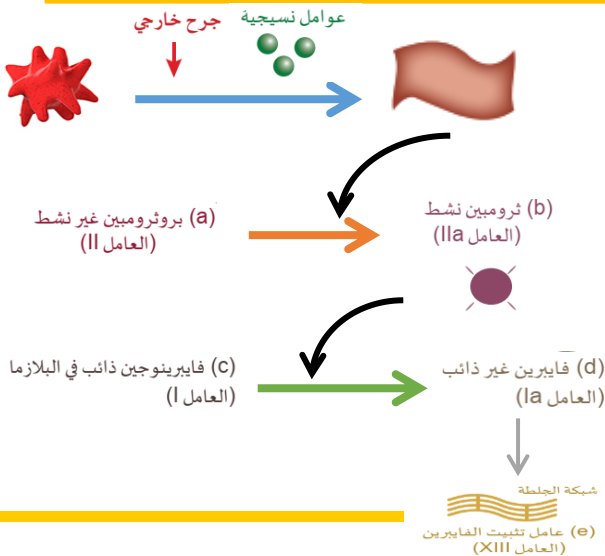 جرح خارجي
عوامل نسيجية
(a) بروثرومبين غير نشط
(العامل II)
(b) ثرومبين نشط
(العامل IIa)
(c) فايبرينوجين ذائب في البلازما
(العامل I)
(d) فايبرين غير ذائب
(العامل Ia)
شبكة الجلطة
(e) عامل تثبيت الفايبرين
(العامل XIII)